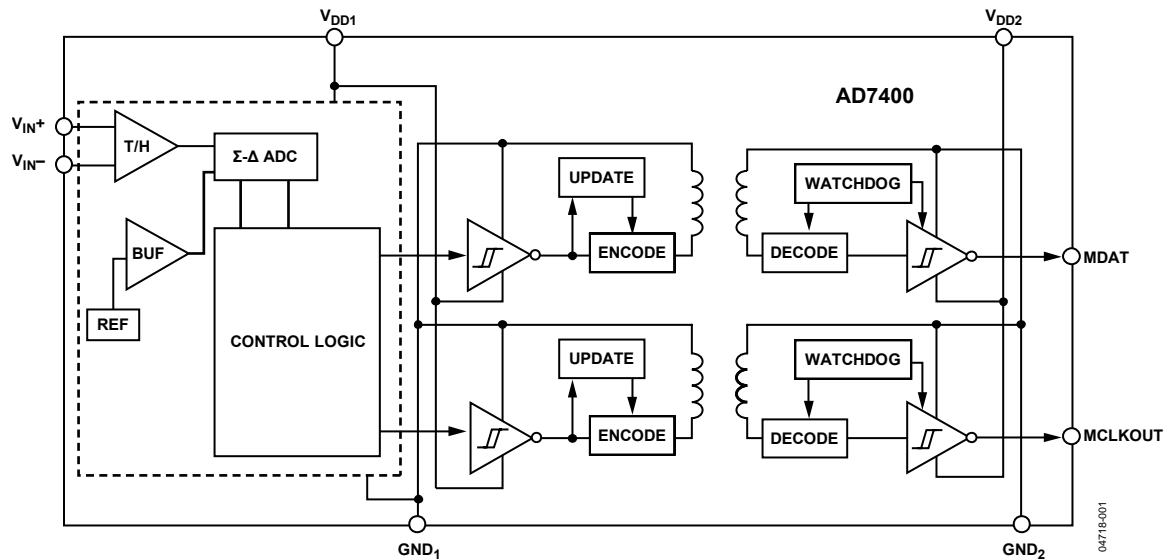 VDD1
VDD2
AD7400
VIN+
VIN–
T/H
Σ-Δ ADC
BUF
REF
CONTROL LOGIC
UPDATE
ENCODE
WATCHDOG
DECODE
MDAT
UPDATE
ENCODE
WATCHDOG
DECODE
MCLKOUT
GND1
GND2
04718-001